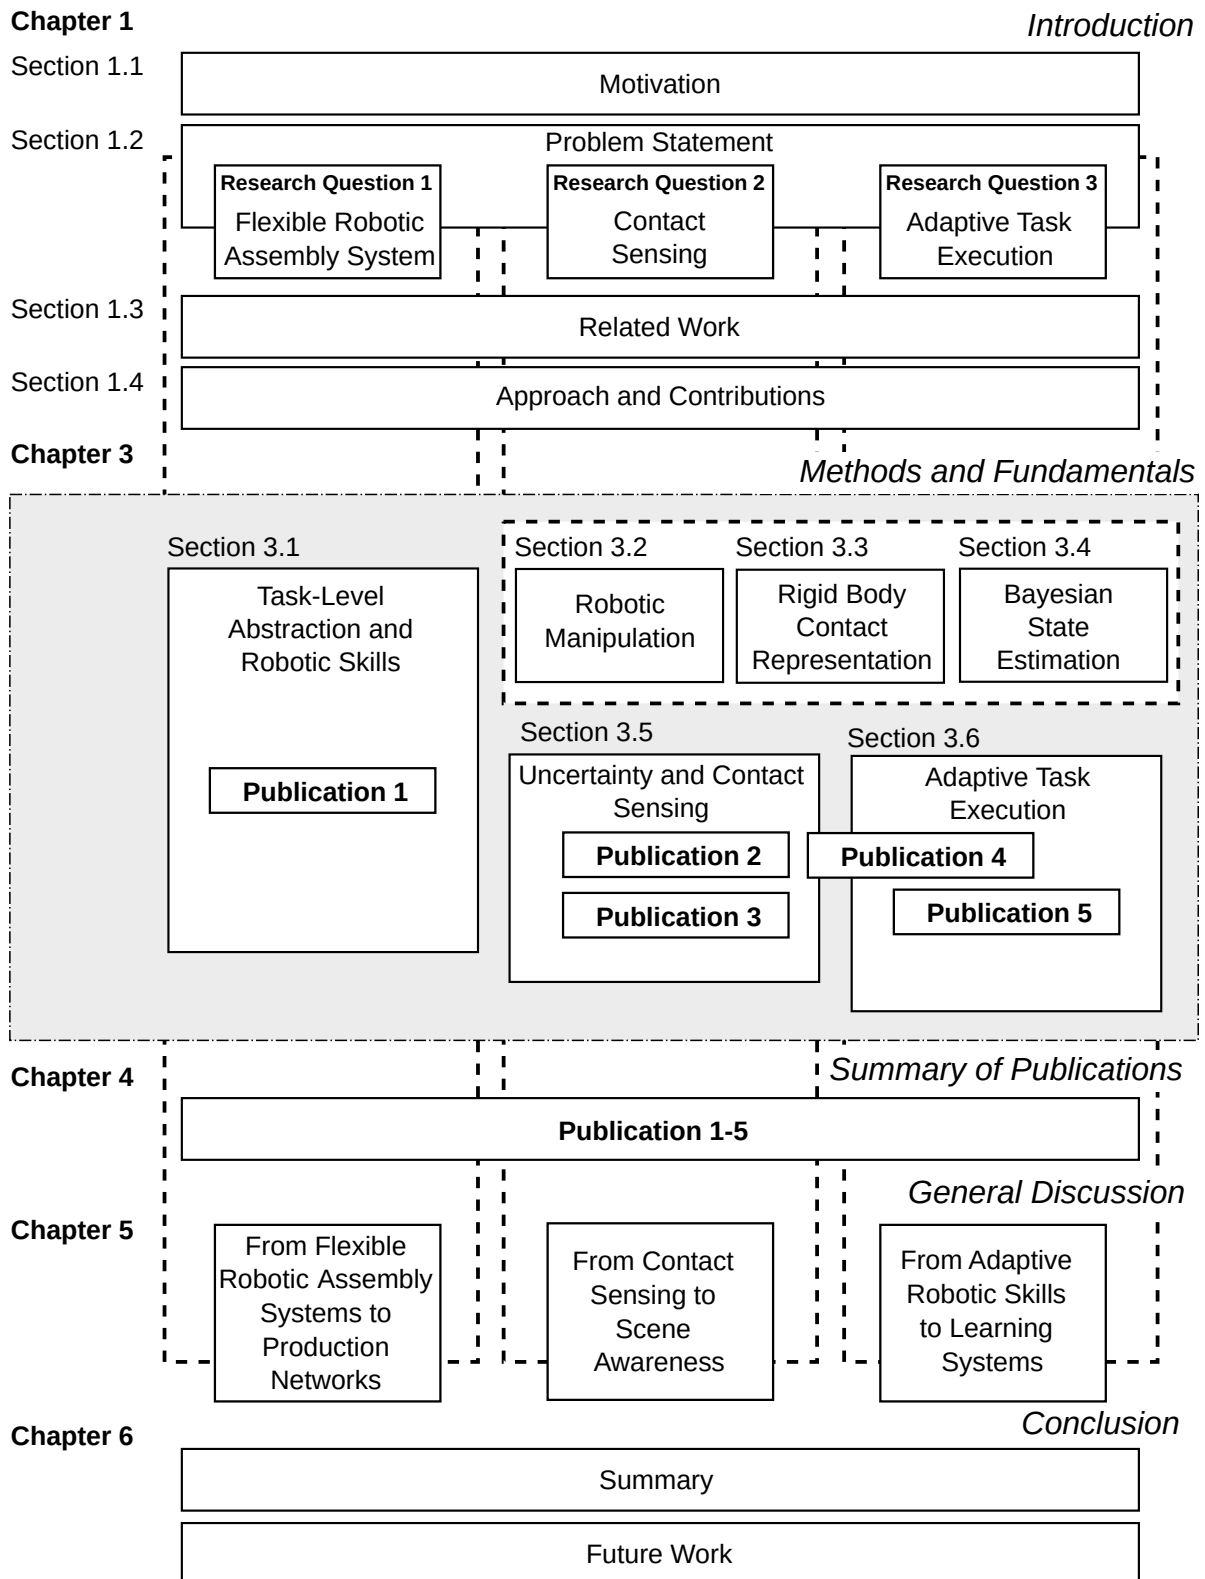 Chapter 1
Introduction
Section 1.1
Motivation
Section 1.2
Problem Statement
Research Question 1
Flexible Robotic
Assembly System
Research Question 2
Contact
Sensing
Research Question 3
Adaptive Task
Execution
Section 1.3
Related Work
Section 1.4
Approach and Contributions
Chapter 3
Methods and Fundamentals
Section 3.1
Task-Level
Abstraction and
Robotic Skills
Publication 1
Section 3.2
Robotic
Manipulation
Section 3.3
Rigid Body
Contact
Representation
Section 3.4
Bayesian
State
Estimation
Section 3.5
Uncertainty and Contact
Sensing
Publication 2
Publication 3
Section 3.6
Adaptive Task
Execution
Publication 4
Publication 5
Chapter 4
Summary of Publications
Publication 1-5
General Discussion
Chapter 5
From Flexible
Robotic Assembly
Systems to
Production
Networks
From Contact
Sensing to
Scene
Awareness
From Adaptive
Robotic Skills
to Learning
Systems
Conclusion
Chapter 6
Summary
Future Work